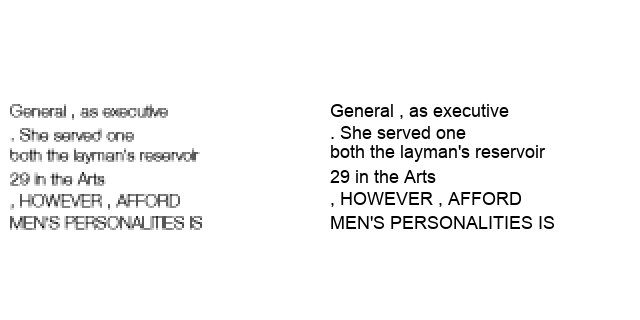 General , as executive
. She served one
both the layman's reservoir
29 in the Arts
, HOWEVER , AFFORD
MEN'S PERSONALITIES IS
General , as executive
. She served one
both the layman's reservoir
29 in the Arts
, HOWEVER , AFFORD
MEN'S PERSONALITIES IS